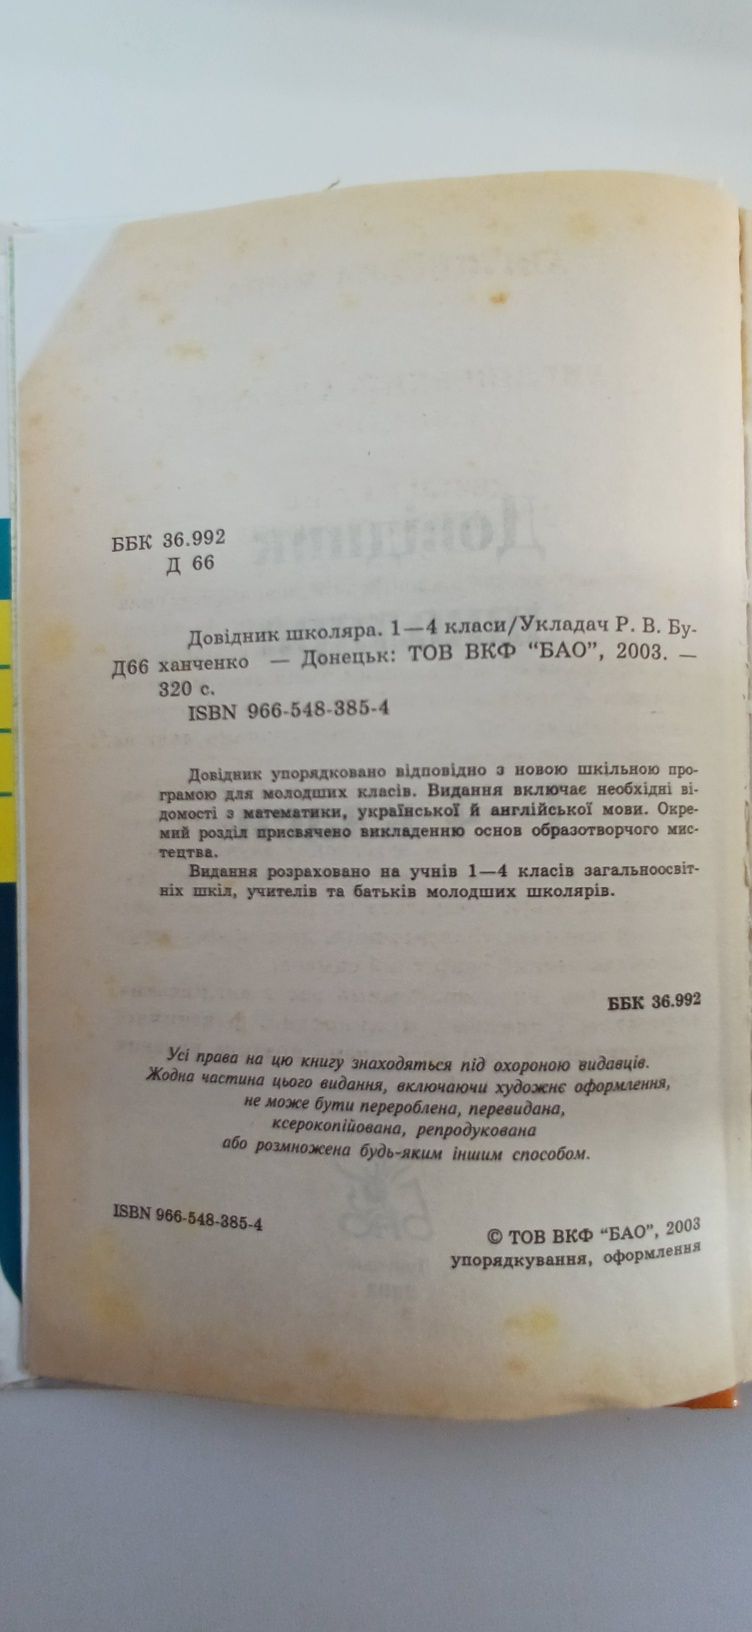 ББК 36.992
Д 66
Довідник школяра. 1—4 класи/Укладач Р. В. Бу-
Д66 ханченко — Донецьк: ТОВ ВКФ “БАО”, 2003. —
320 с.
ISBN 966-548-385-4
Довідник упорядковано відповідно з новою шкільною про-
грамою для молодших класів. Видання включає необхідні ві-
домості з математики, української й англійської мови. Окре-
мий розділ присвячено викладенню основ образотворчого мис-
тецтва.
Видання розраховано на учнів 1—4 класів загальноосвіт-
ніх шкіл, учителів та батьків молодших школярів.
ББК 36.992
Усі права на цю книгу знаходяться під охороною видавців.
Жодна частина цього видання, включаючи художнє оформлення,
не може бути перероблена, перевидана,
ксерокопійована, репродукована
або розмножена будь-яким іншим способом.
ISBN 966-548-385-4
© ТОВ ВКФ “БАО”, 2003
упорядкування, оформлення